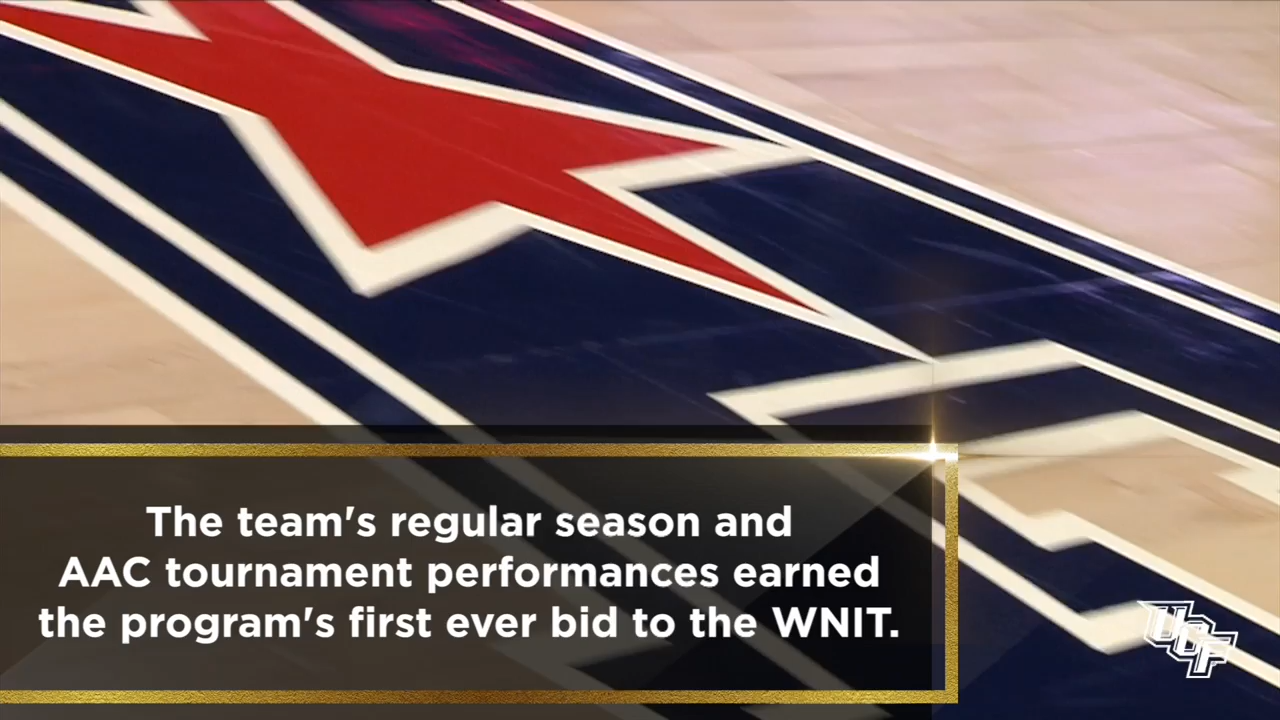 The team's regular season and
AAC tournament performances earned
the program's first ever bid to the WNIT.
UCF